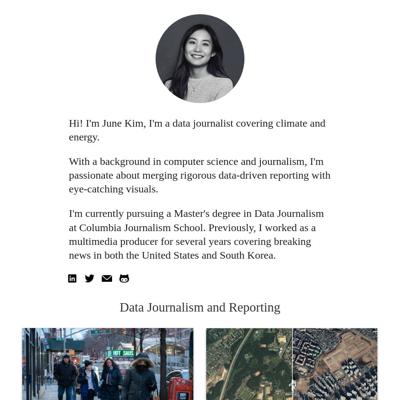 Hi! I'm June Kim, I'm a data journalist covering climate and
energy.
With a background in computer science and journalism, I'm
passionate about merging rigorous data-driven reporting with
eye-catching visuals.
I'm currently pursuing a Master's degree in Data Journalism
at Columbia Journalism School. Previously, I worked as a
multimedia producer for several years covering breaking
news in both the United States and South Korea.
Data Journalism and Reporting